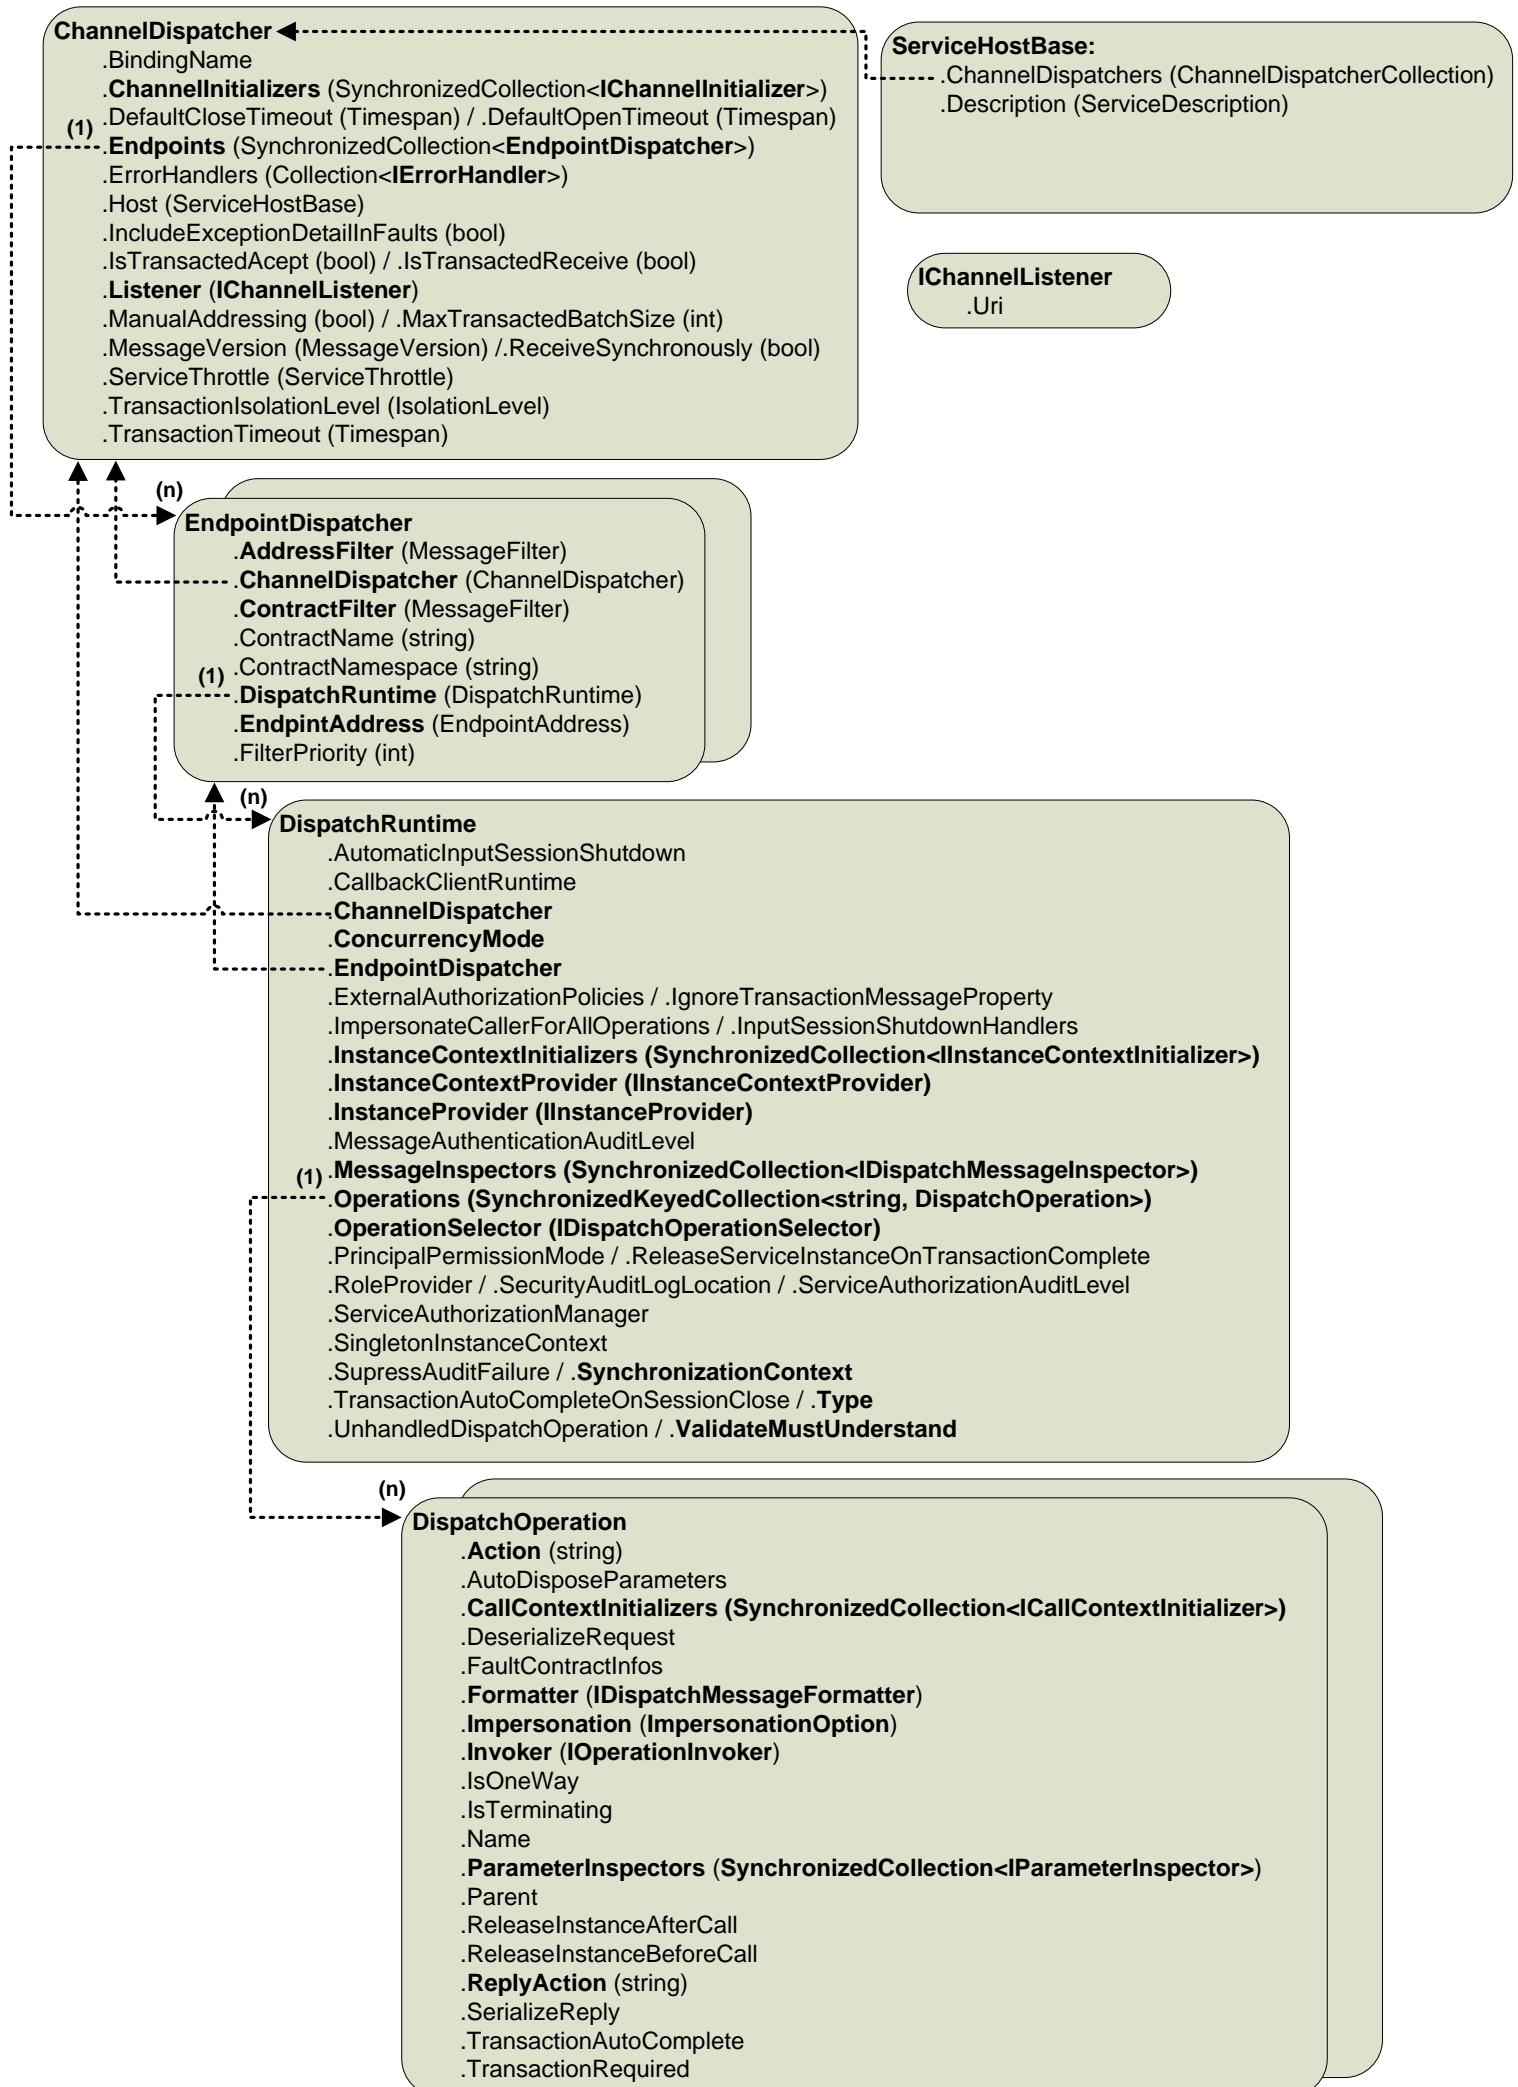 ChannelDispatcher
.BindingName
.ChannelInitializers (SynchronizedCollection<IChannelInitializer>)
.DefaultCloseTimeout (Timespan) / .DefaultOpenTimeout (Timespan)
(1)
.Endpoints (SynchronizedCollection<EndpointDispatcher>)
.ErrorHandlers (Collection<IErrorHandler>)
.Host (ServiceHostBase)
.IncludeExceptionDetailInFaults (bool)
.IsTransactedAcept (bool) / .IsTransactedReceive (bool)
.Listener (IChannelListener)
.ManualAddressing (bool) / .MaxTransactedBatchSize (int)
.MessageVersion (MessageVersion) /.ReceiveSynchronously (bool)
.ServiceThrottle (ServiceThrottle)
.TransactionIsolationLevel (IsolationLevel)
.TransactionTimeout (Timespan)
ServiceHostBase:
.ChannelDispatchers (ChannelDispatcherCollection)
.Description (ServiceDescription)
IChannelListener
.Uri
(n)
EndpointDispatcher
.AddressFilter (MessageFilter)
.ChannelDispatcher (ChannelDispatcher)
.ContractFilter (MessageFilter)
.ContractName (string)
.ContractNamespace (string)
(1)
.DispatchRuntime (DispatchRuntime)
.EndpintAddress (EndpointAddress)
.FilterPriority (int)
(n)
DispatchRuntime
.AutomaticInputSessionShutdown
.CallbackClientRuntime
.ChannelDispatcher
.ConcurrencyMode
.EndpointDispatcher
.ExternalAuthorizationPolicies / .IgnoreTransactionMessageProperty
.ImpersonateCallerForAllOperations / .InputSessionShutdownHandlers
.InstanceContextInitializers (SynchronizedCollection<IInstanceContextInitializer>)
.InstanceContextProvider (IInstanceContextProvider)
.InstanceProvider (IInstanceProvider)
.MessageAuthenticationAuditLevel
.MessageInspectors (SynchronizedCollection<IDispatchMessageInspector>)
(1)
.Operations (SynchronizedKeyedCollection<string, DispatchOperation>)
.OperationSelector (IDispatchOperationSelector)
.PrincipalPermissionMode / .ReleaseServiceInstanceOnTransactionComplete
.RoleProvider / .SecurityAuditLogLocation / .ServiceAuthorizationAuditLevel
.ServiceAuthorizationManager
.SingletonInstanceContext
.SupressAuditFailure / .SynchronizationContext
.TransactionAutoCompleteOnSessionClose / .Type
.UnhandledDispatchOperation / .ValidateMustUnderstand
(n)
DispatchOperation
.Action (string)
.AutoDisposeParameters
.CallContextInitializers (SynchronizedCollection<ICallContextInitializer>)
.DeserializeRequest
.FaultContractInfos
.Formatter (IDispatchMessageFormatter)
.Impersonation (ImpersonationOption)
.Invoker (IOperationInvoker)
.IsOneWay
.IsTerminating
.Name
.ParameterInspectors (SynchronizedCollection<IParameterInspector>)
.Parent
.ReleaseInstanceAfterCall
.ReleaseInstanceBeforeCall
.ReplyAction (string)
.SerializeReply
.TransactionAutoComplete
.TransactionRequired